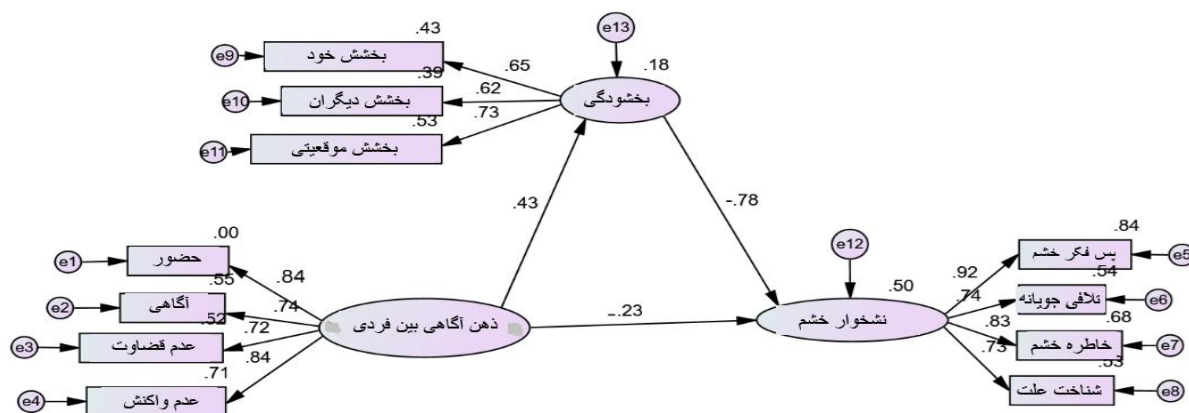 e13
.43
e9
بخشش خود
.65
.18
.39
e10
بخشش دیگران
.62
بخشودگی
.73
.53
e11
بخشش موقعیتی
.43
-.78
.00
e1
حضور
.84
.55
e2
آگاهی
.74
.52
e3
عدم قضاوت
.72
.84
.71
e4
عدم واکنش
ذهن آگاهی بین فردی
-.23
e12
.50
نشخوار خشم
.84
پس فکر خشم
e5
.92
.54
تلافی جویانه
e6
.74
.68
خاطره خشم
e7
.83
.53
شناخت علت
e8
.73